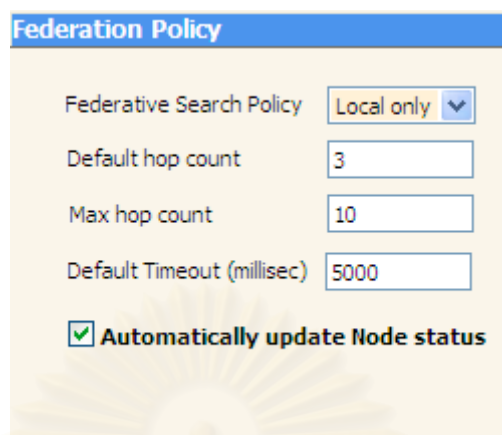 Federation Policy
Federative Search Policy Local only
Default hop count 3
Max hop count 10
Default Timeout (millisec) 5000
Automatically update Node status